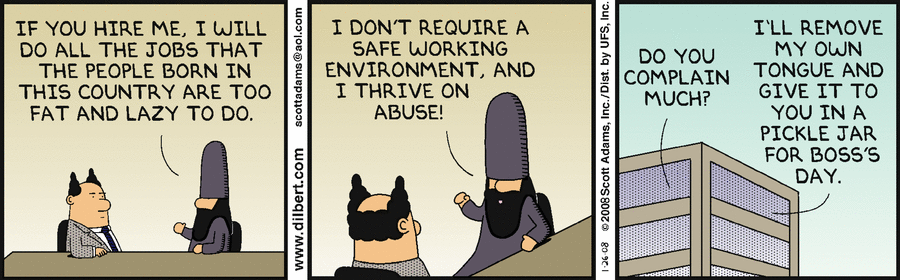 IF YOU HIRE ME, I WILL
DO ALL THE JOBS THAT
THE PEOPLE BORN IN
THIS COUNTRY ARE TOO
FAT AND LAZY TO DO.
www.dilbert.com scottadams@aol.com
I DON'T REQUIRE A
SAFE WORKING
ENVIRONMENT, AND
I THRIVE ON
ABUSE!
1-26-08 ©2008 Scott Adams, Inc./Dist. by UFS, Inc.
DO YOU
COMPLAIN
MUCH?
I'LL REMOVE
MY OWN
TONGUE AND
GIVE IT TO
YOU IN A
PICKLE JAR
FOR BOSS'S
DAY.